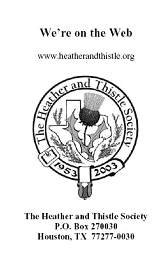 We're on the Web
www.heatherandthistle.org
The Heather and Thistle Society
1953 2003
The Heather and Thistle Society
P.O. Box 270030
Houston, TX 77277-0030